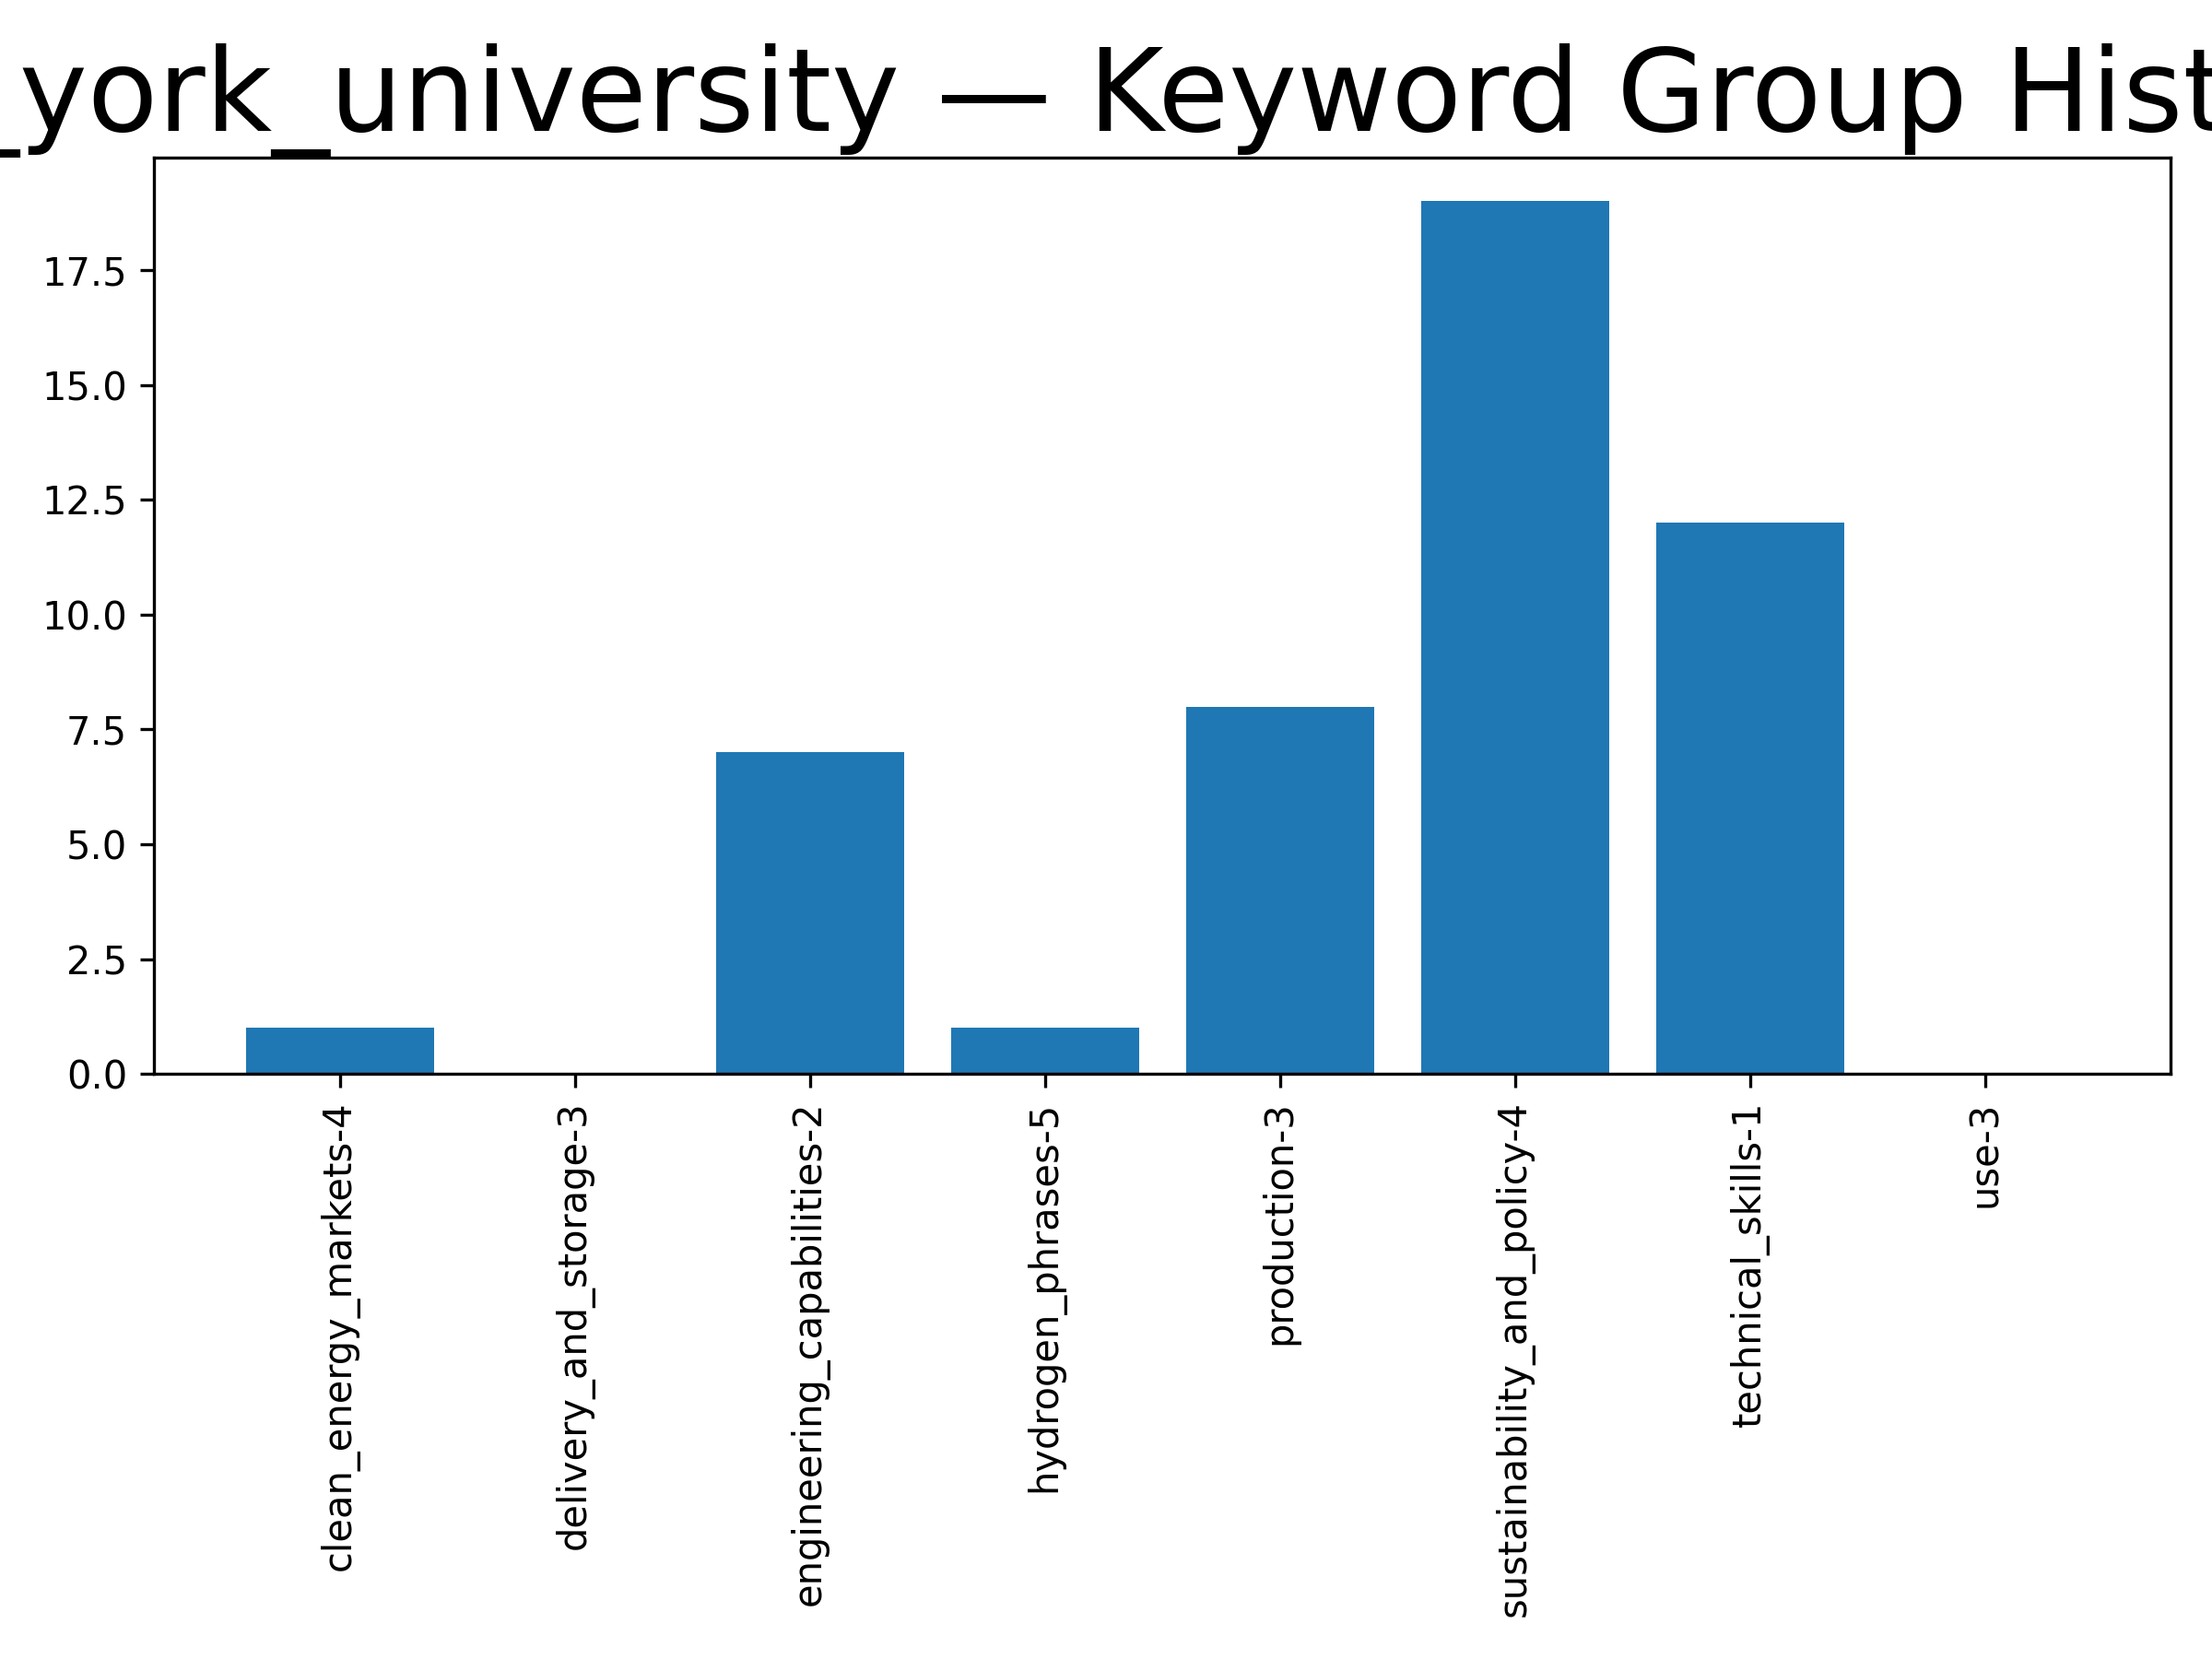 _york_university — Keyword Group Hist
17.5
15.0
12.5
10.0
7.5
5.0
2.5
0.0
clean_energy_markets-4
delivery_and_storage-3
engineering_capabilities-2
hydrogen_phrases-5
production-3
sustainability_and_policy-4
technical_skills-1
use-3